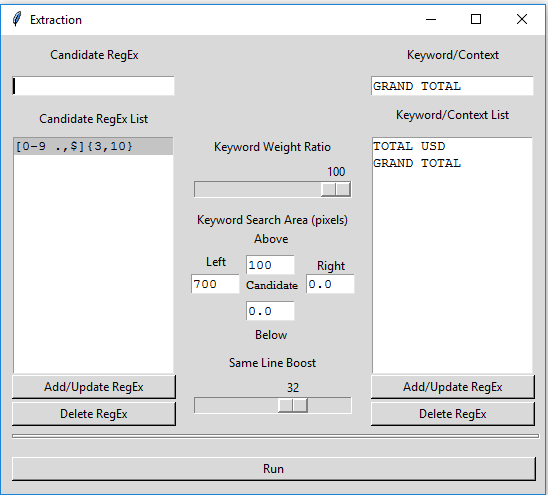 Extraction
Candidate RegEx
Keyword/Context
GRAND TOTAL
Candidate RegEx List
Keyword/Context List
[0-9 .,$]{3,10}
TOTAL USD
GRAND TOTAL
Keyword Weight Ratio
100
Keyword Search Area (pixels)
Above
Left
100
Right
700
Candidate
0.0
0.0
Below
Same Line Boost
32
Add/Update RegEx
Add/Update RegEx
Delete RegEx
Delete RegEx
Run